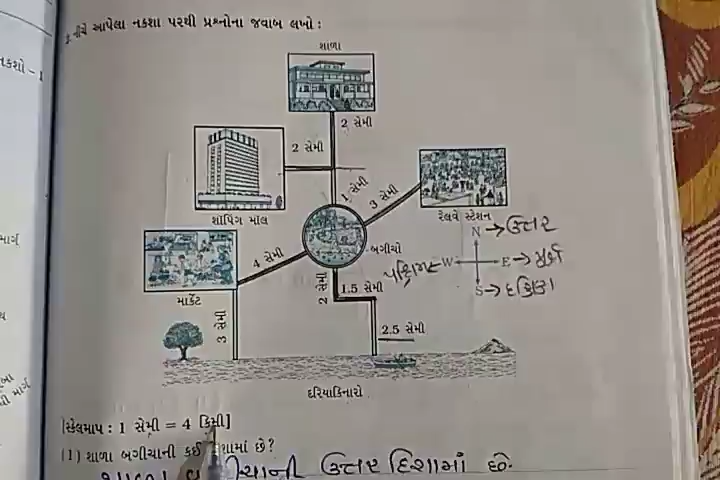 નીચે આપેલા નકશા પરથી પ્રશ્નોના જવાબ લખો :
શાળા
2 સેમી
2 સેમી
શૉપિંગ મૉલ
1 સેમી
3 સેમી
રેલવે સ્ટેશન
બગીચો
N → ઉત્તર
પશ્ચિમ ← W
E → પૂર્વ
S → દક્ષિણ
4 સેમી
માર્કેટ
3 સેમી
2 સેમી
1.5 સેમી
2.5 સેમી
દરિયાકિનારો
[સ્કેલમાપ : 1 સેમી = 4 કિમી]
(1) શાળા બગીચાની કઈ દિશામાં છે?
ઉત્તર દિશામાં છે.